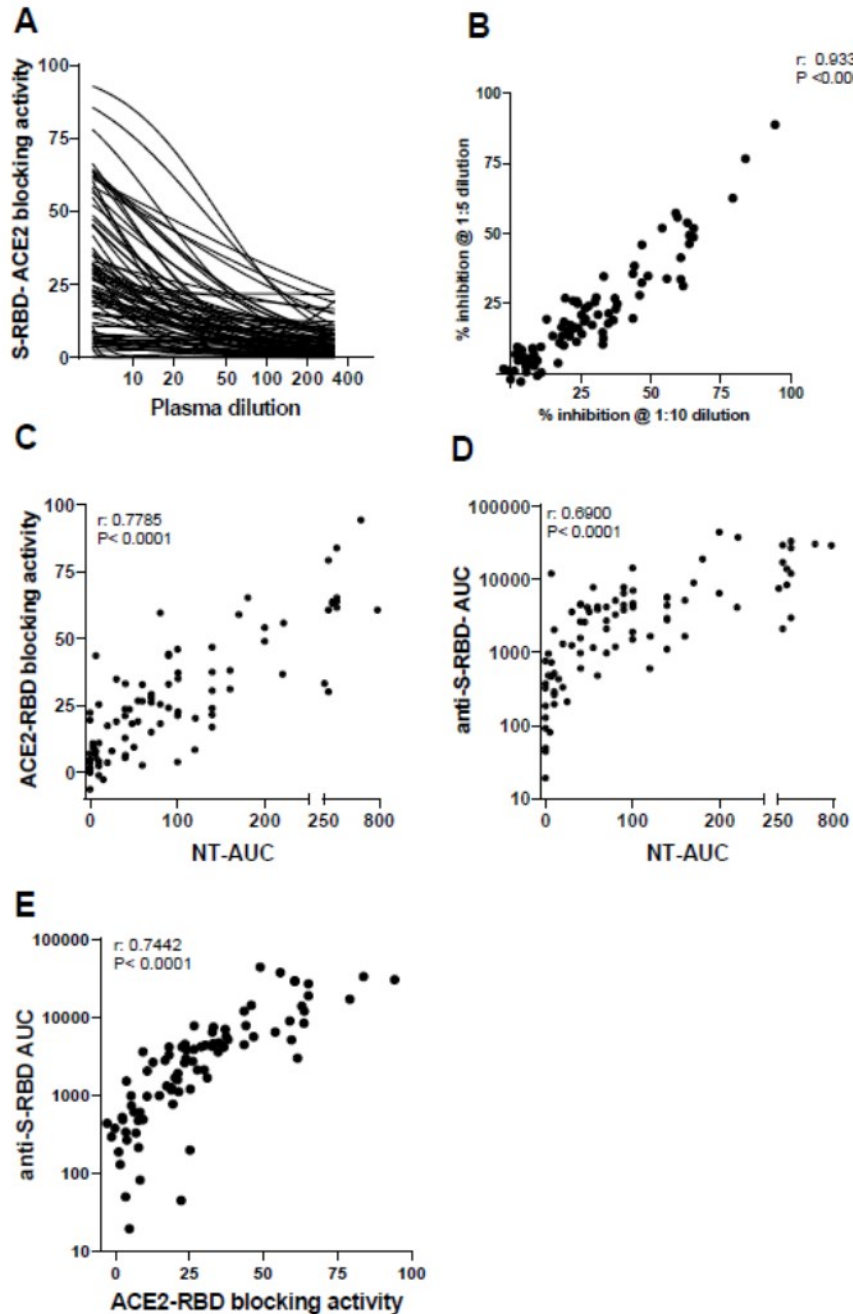 A
S-RBD- ACE2 blocking activity
100
75
50
25
0
10 20 50 100 200 400
Plasma dilution
B
r: 0.933
P <0.00
% inhibition @ 1:5 dilution
100
75
50
25
25 50 75 100
% inhibition @ 1:10 dilution
C
r: 0.7785
P< 0.0001
ACE2-RBD blocking activity
100
75
50
25
0
0 100 200 250 800
NT-AUC
D
r: 0.6900
P< 0.0001
anti-S-RBD- AUC
100000
10000
1000
100
10
0 100 200 250 800
NT-AUC
E
r: 0.7442
P< 0.0001
anti-S-RBD AUC
100000
10000
1000
100
10
0 25 50 75 100
ACE2-RBD blocking activity